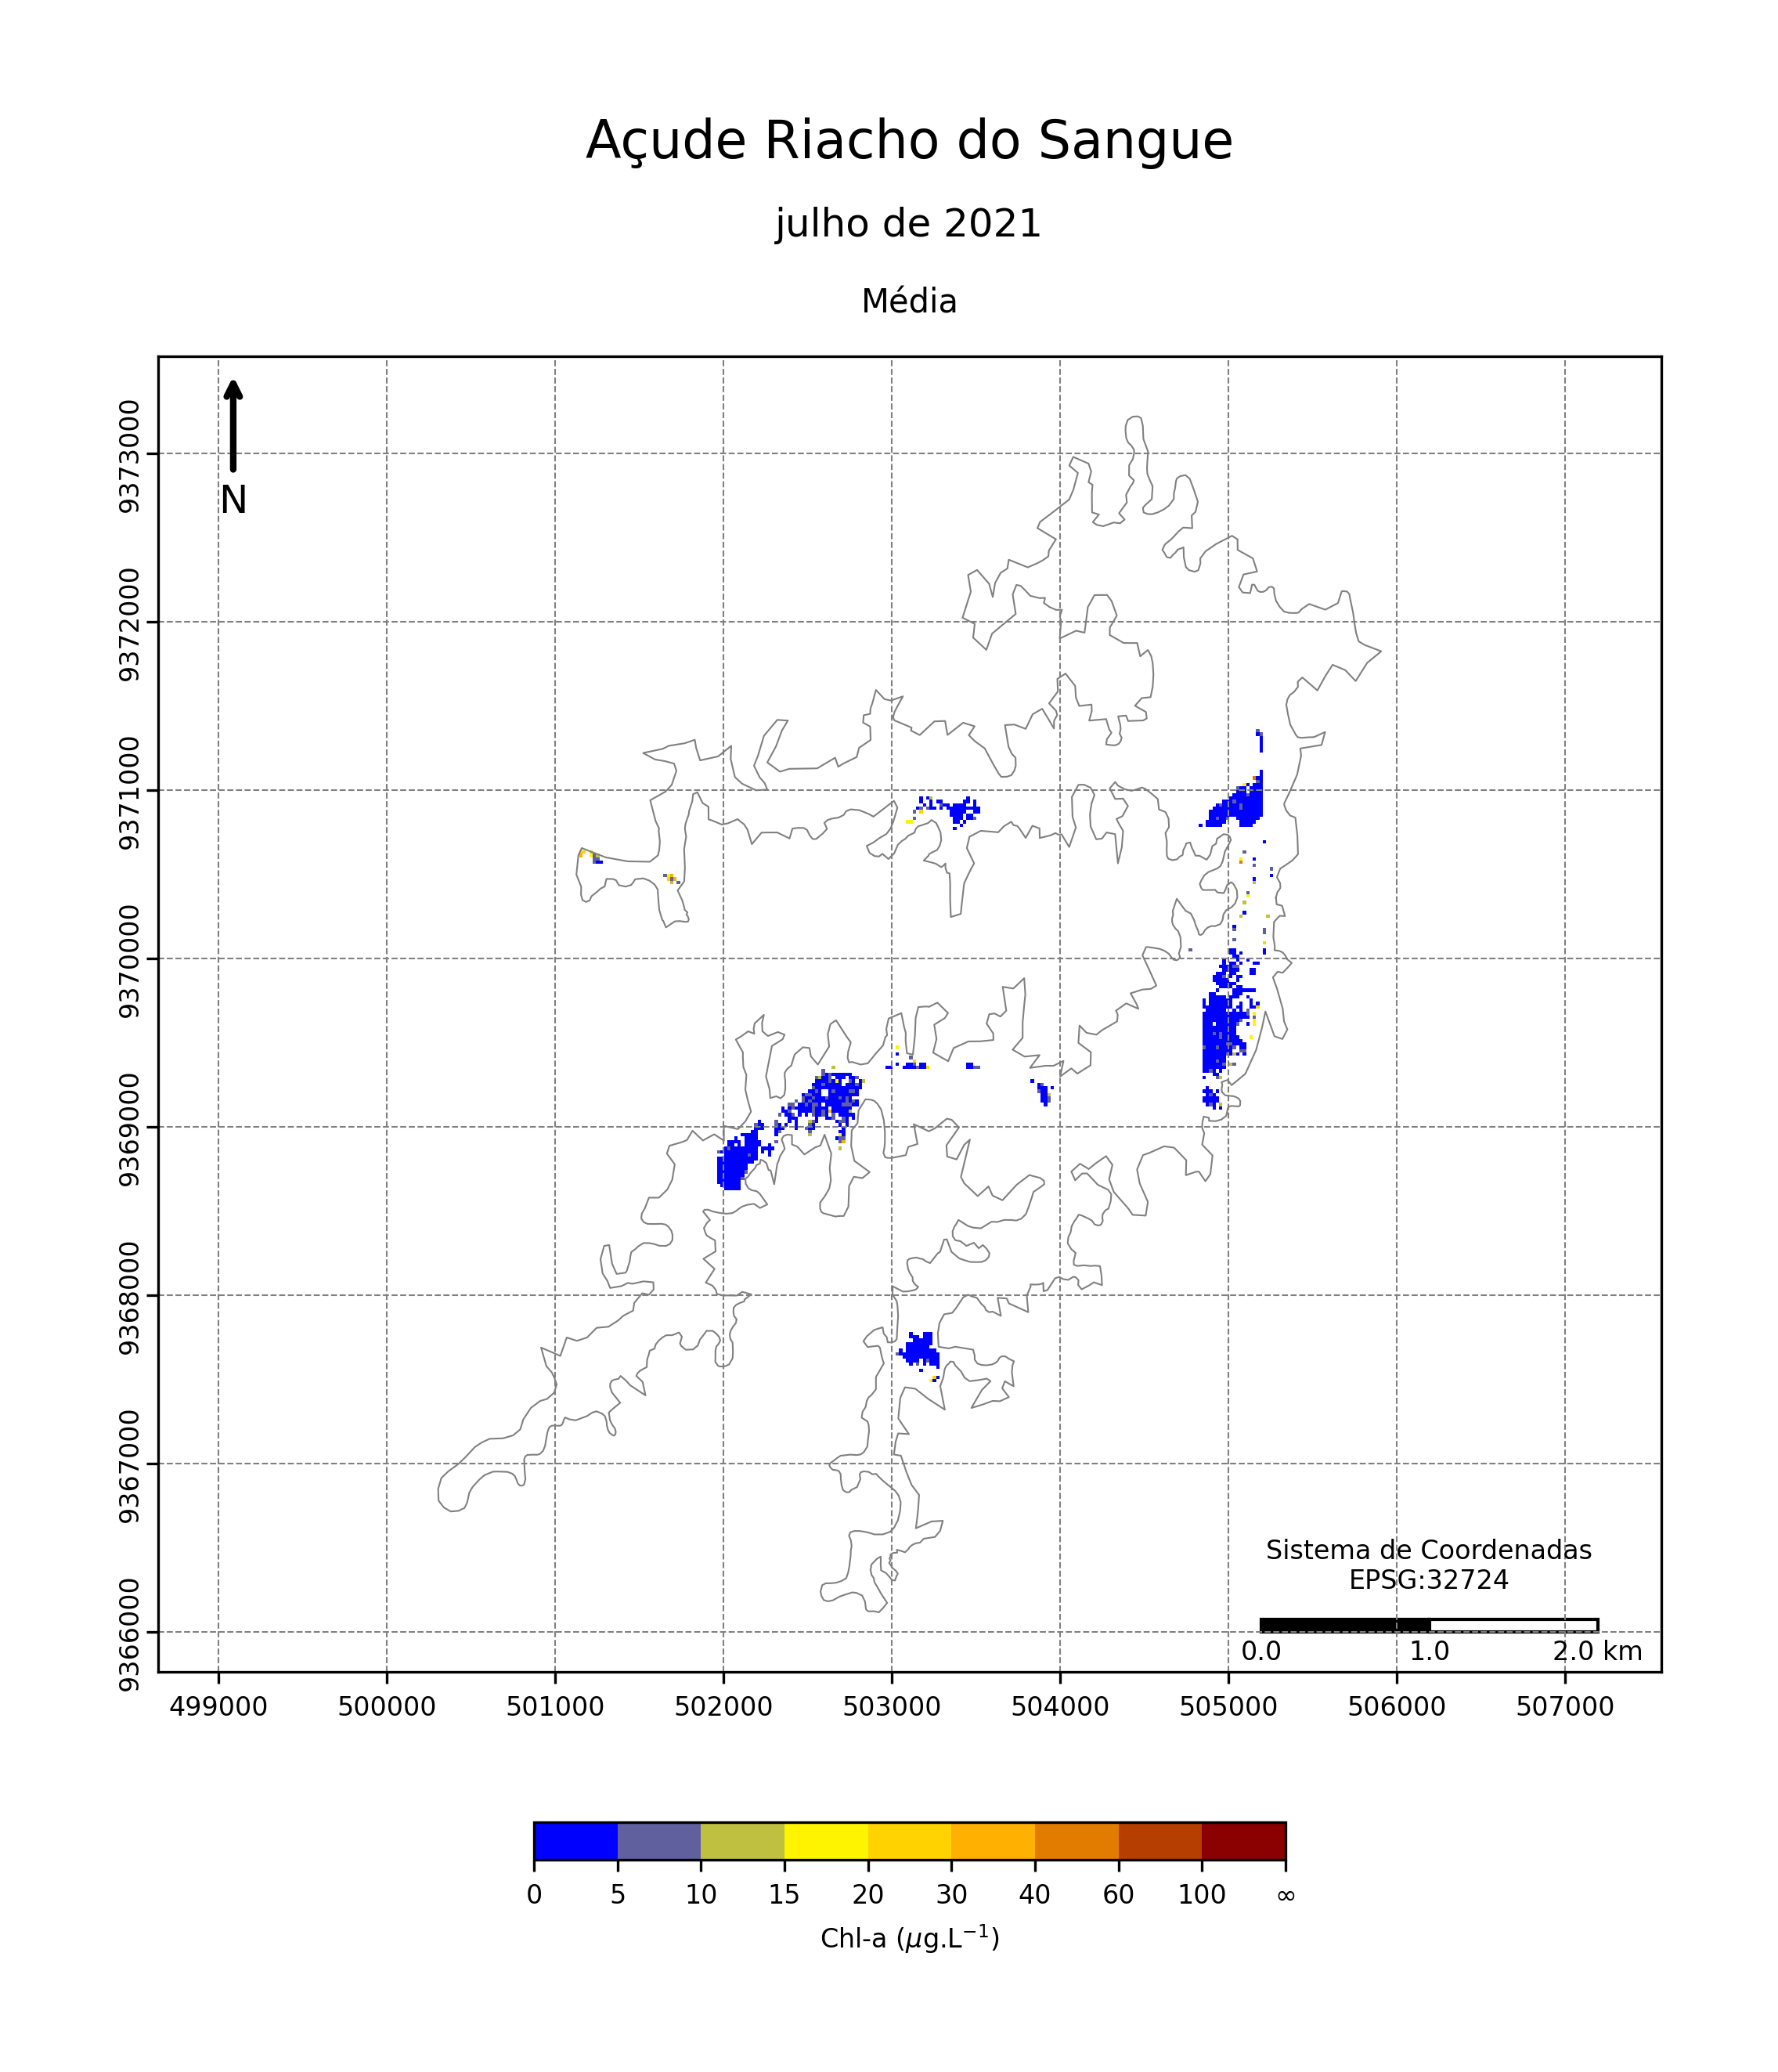 Açude Riacho do Sangue
julho de 2021
Média
N
9373000
9372000
9371000
9370000
9369000
9368000
9367000
9366000
Sistema de Coordenadas
EPSG:32724
0.0 1.0 2.0 km
499000 500000 501000 502000 503000 504000 505000 506000 507000
0 5 10 15 20 30 40 60 100 ∞
Chl-a (μg.L⁻¹)